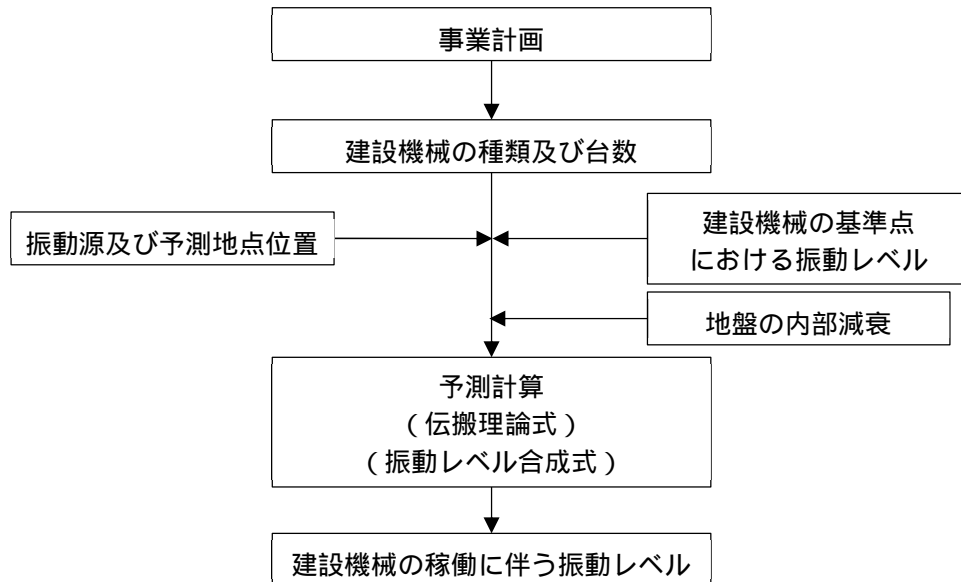 事業計画
建設機械の種類及び台数
振動源及び予測地点位置
建設機械の基準点
における振動レベル
地盤の内部減衰
予測計算
(伝搬理論式)
(振動レベル合成式)
建設機械の稼働に伴う振動レベル